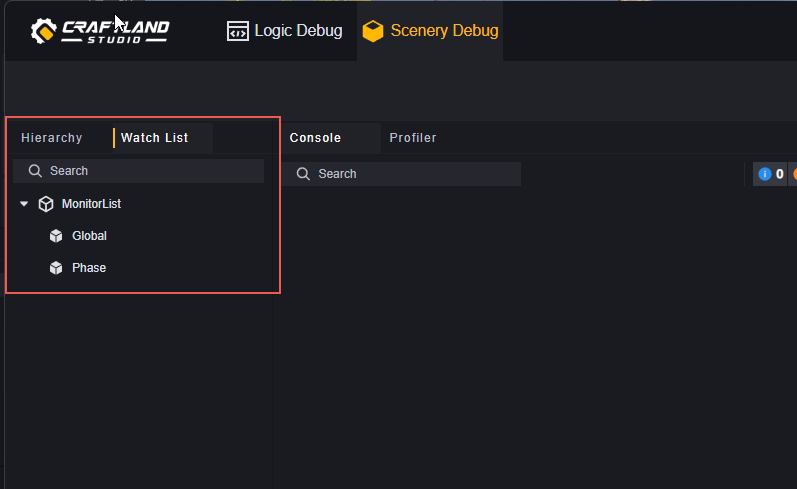 CRAFTLAND
STUDIO
Logic Debug
Scenery Debug
Hierarchy
Watch List
Console
Profiler
Search
Search
0
MonitorList
Global
Phase